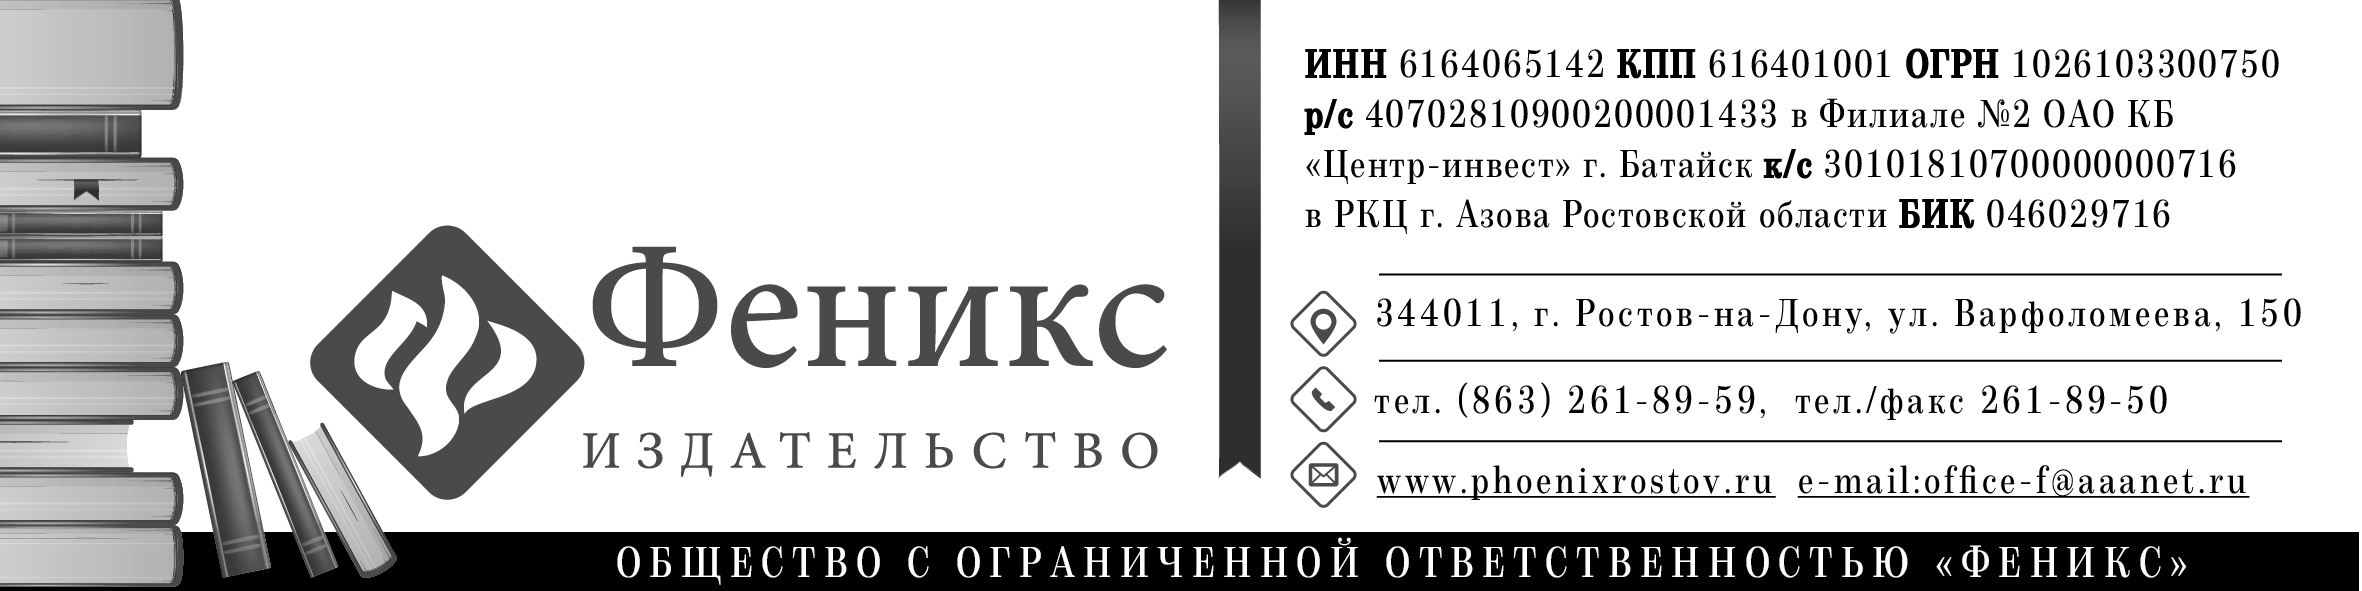 Феникс
ИЗДАТЕЛЬСТВО
ИНН 6164065142 КПП 616401001 ОГРН 1026103300750
р/с 40702810900200001433 в Филиале №2 ОАО КБ
«Центр-инвест» г. Батайск к/с 30101810700000000716
в РКЦ г. Азова Ростовской области БИК 046029716
344011, г. Ростов-на-Дону, ул. Варфоломеева, 150
тел. (863) 261-89-59, тел./факс 261-89-50
www.phoenixrostov.ru e-mail:office-f@aaanet.ru
ОБЩЕСТВО С ОГРАНИЧЕННОЙ ОТВЕТСТВЕННОСТЬЮ «ФЕНИКС»